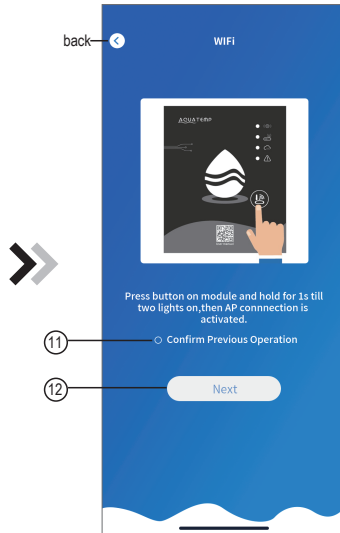 back
WIFi
AQUATEMP
Press button on module and hold for 1s till
two lights on,then AP connnection is
activated.
11
Confirm Previous Operation
12
Next